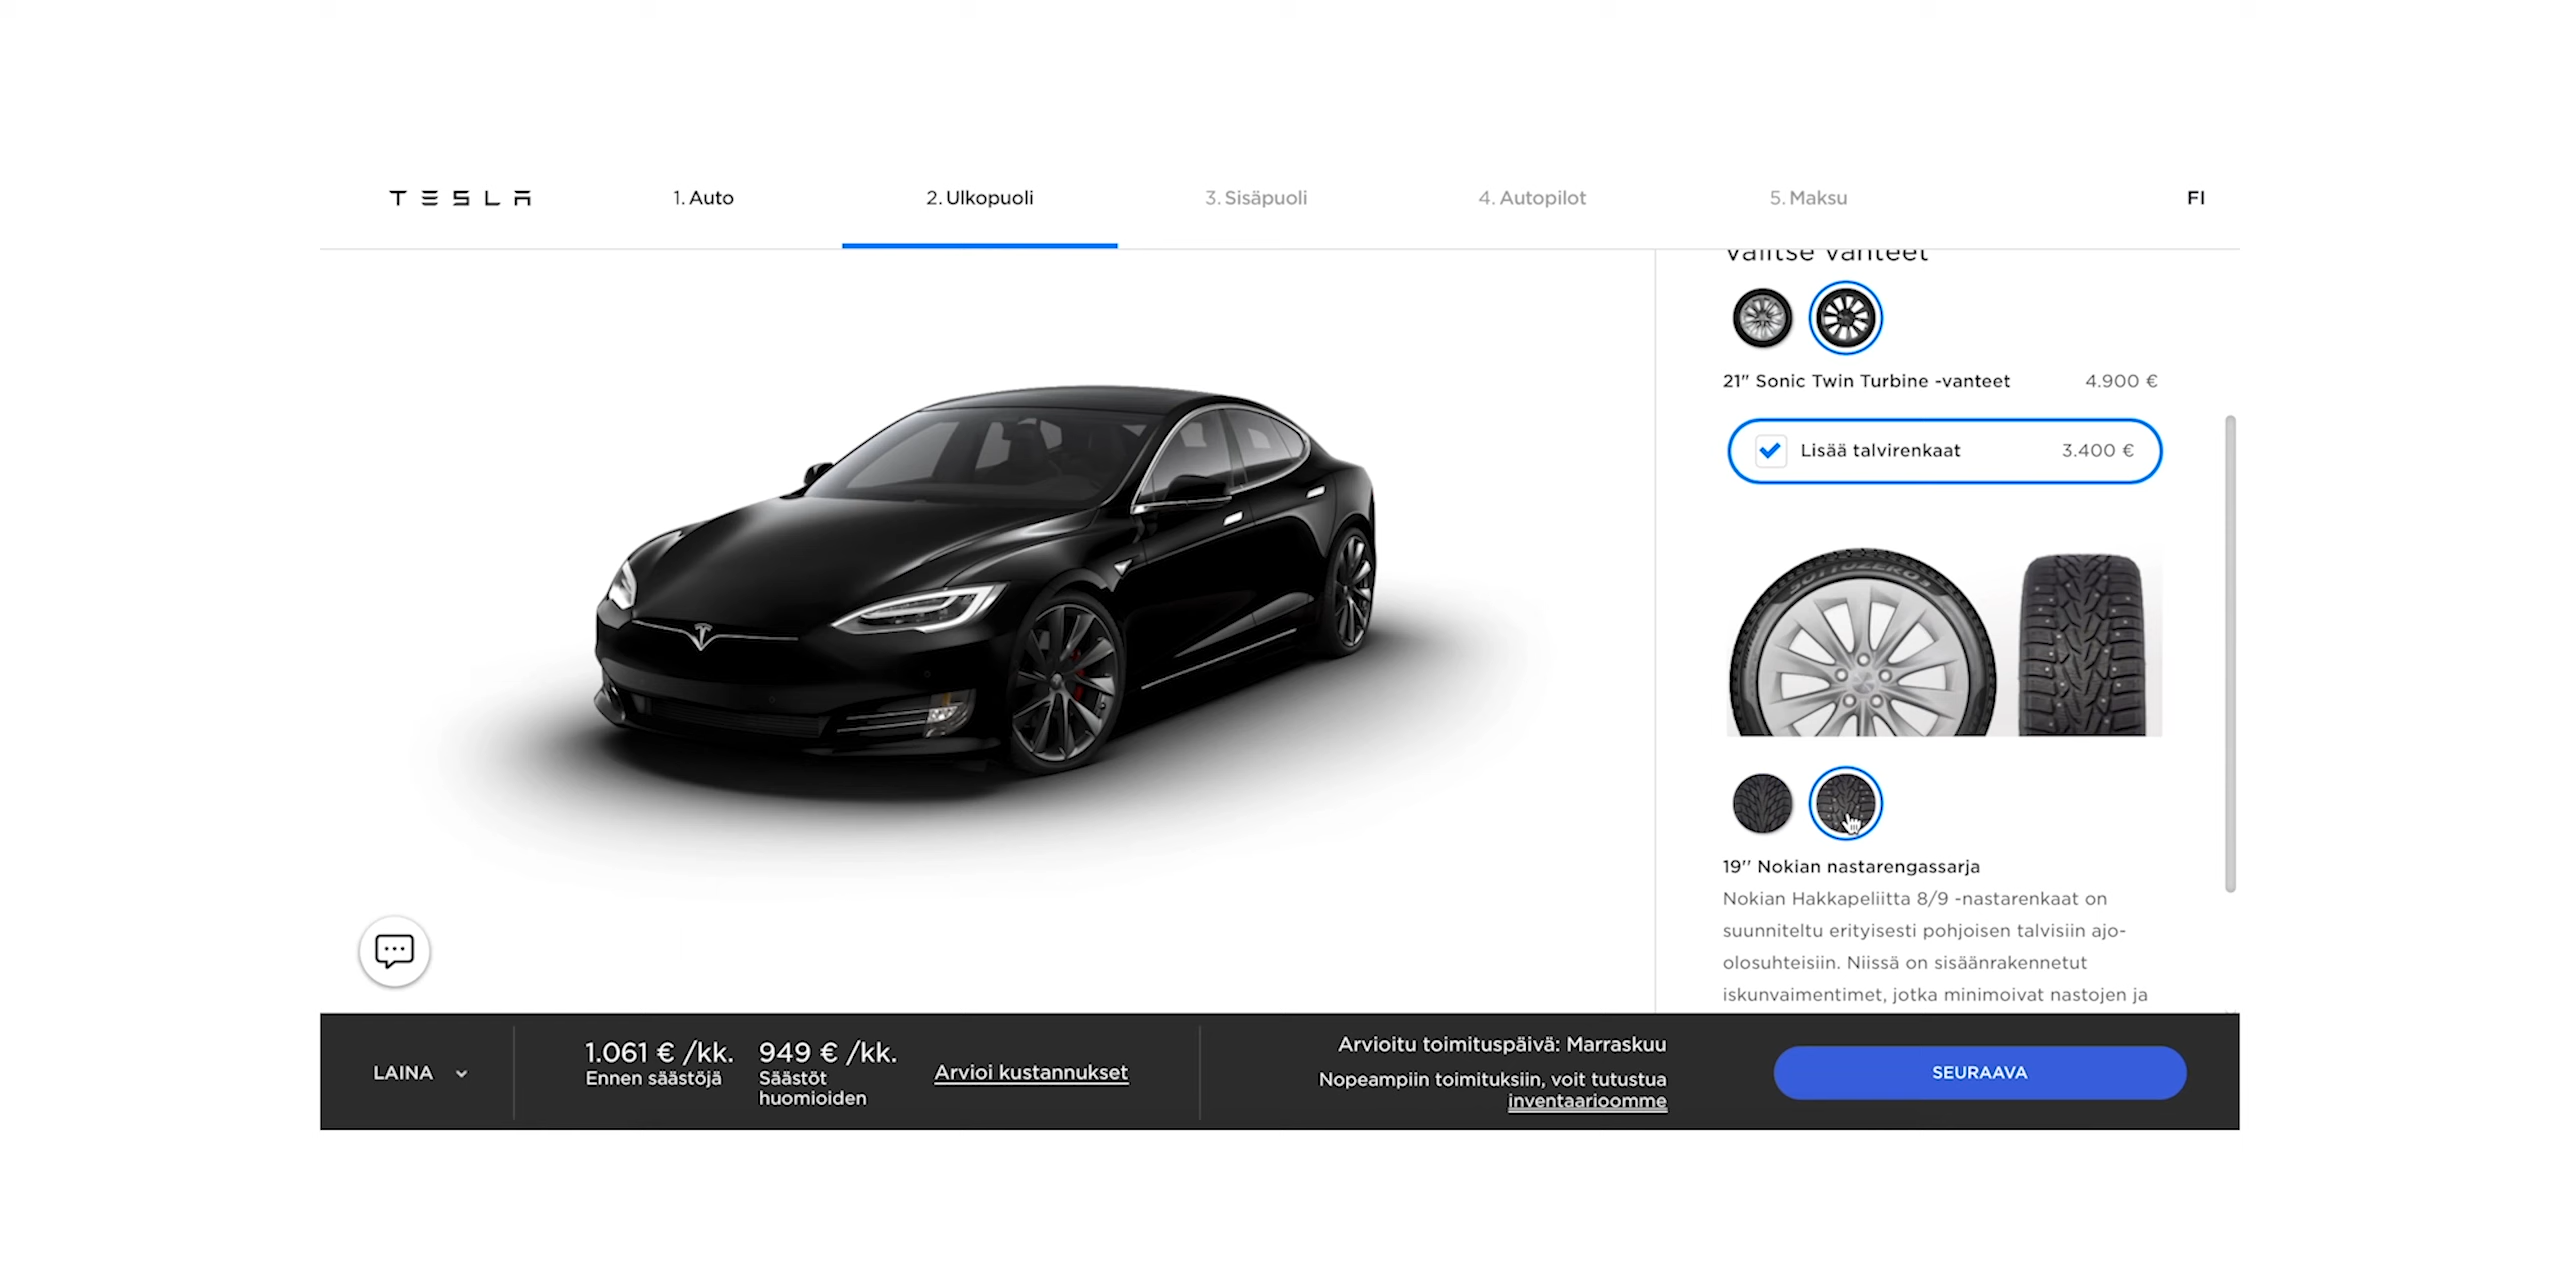 TESLA
1. Auto
2. Ulkopuoli
3. Sisäpuoli
4. Autopilot
5. Maksu
FI
Valitse vanteet
21" Sonic Twin Turbine -vanteet 4.900 €
Lisää talvirenkaat 3.400 €
SOTTOZERO3
19'' Nokian nastarengassarja
Nokian Hakkapeliitta 8/9 -nastarenkaat on
suunniteltu erityisesti pohjoisen talvisiin ajo-
olosuhteisiin. Niissä on sisäänrakennetut
iskunvaimentimet, jotka minimoivat nastojen ja
LAINA
1.061 € /kk.
Ennen säästöjä
949 € /kk.
Säästöt
huomioiden
Arvioi kustannukset
Arvioitu toimituspäivä: Marraskuu
Nopeampiin toimituksiin, voit tutustua
inventaarioomme
SEURAAVA